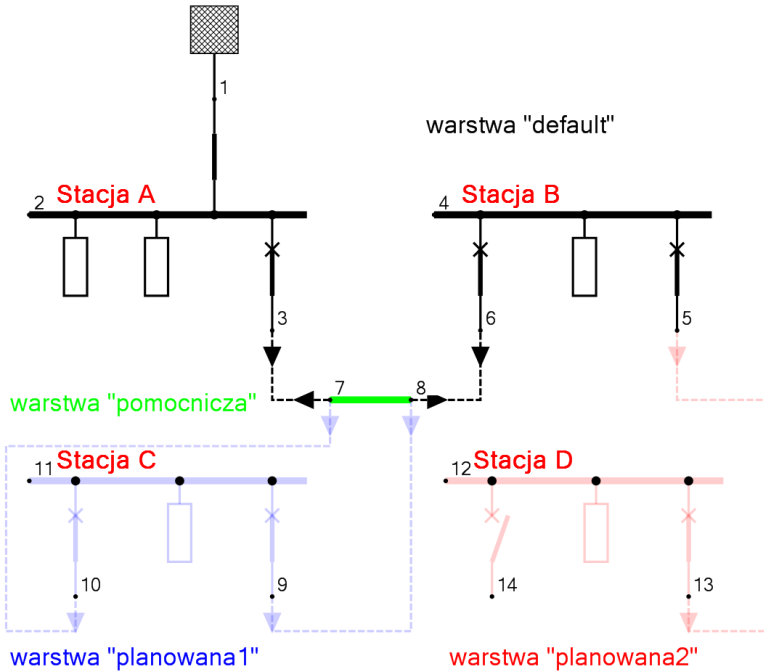 1
warstwa "default"
2 Stacja A
4 Stacja B
3
6
5
7
8
warstwa "pomocnicza"
11 Stacja C
12 Stacja D
10
9
14
13
warstwa "planowana1"
warstwa "planowana2"